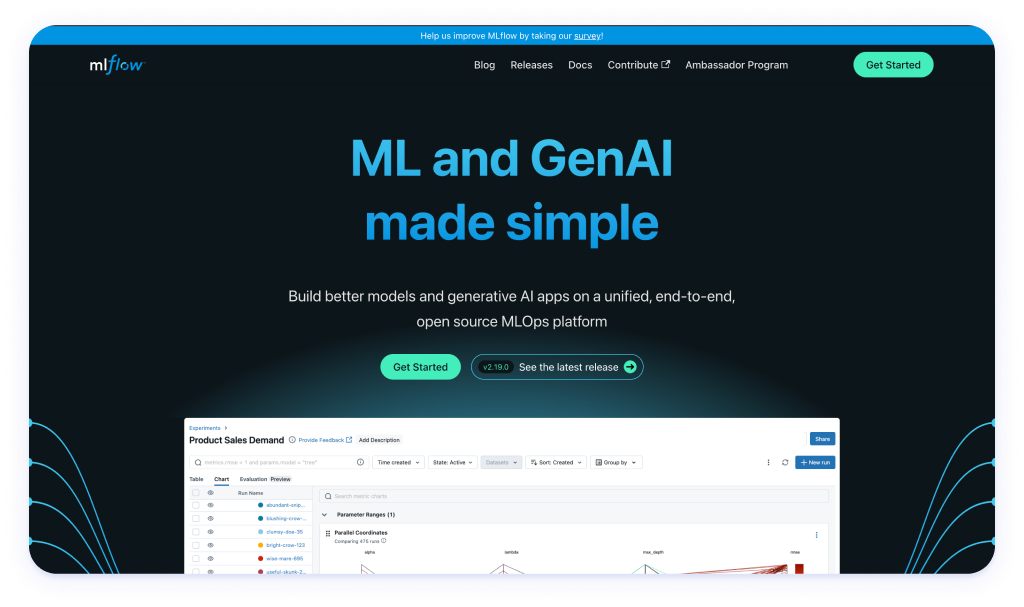 Help us improve MLflow by taking our survey!
mlflow
Blog Releases Docs Contribute Ambassador Program Get Started
ML and GenAI
made simple
Build better models and generative AI apps on a unified, end-to-end,
open source MLOps platform
Get Started v2.19.0 See the latest release
Experiments
Product Sales Demand Provide Feedback Add Description Share
metrics.rmse < 1 and params.model = "tree" Time created State: Active Datasets Sort: Created Group by New run
Table Chart Evaluation Preview
Run Name
Search metric charts
abundant-snip...
Parameter Ranges (1)
blushing-crow-...
clumsy-doe-35
Parallel Coordinates
Comparing 475 runs
bright-crow-123
alpha lambda max_depth rmse
wise-mare-695
useful-skunk-2...